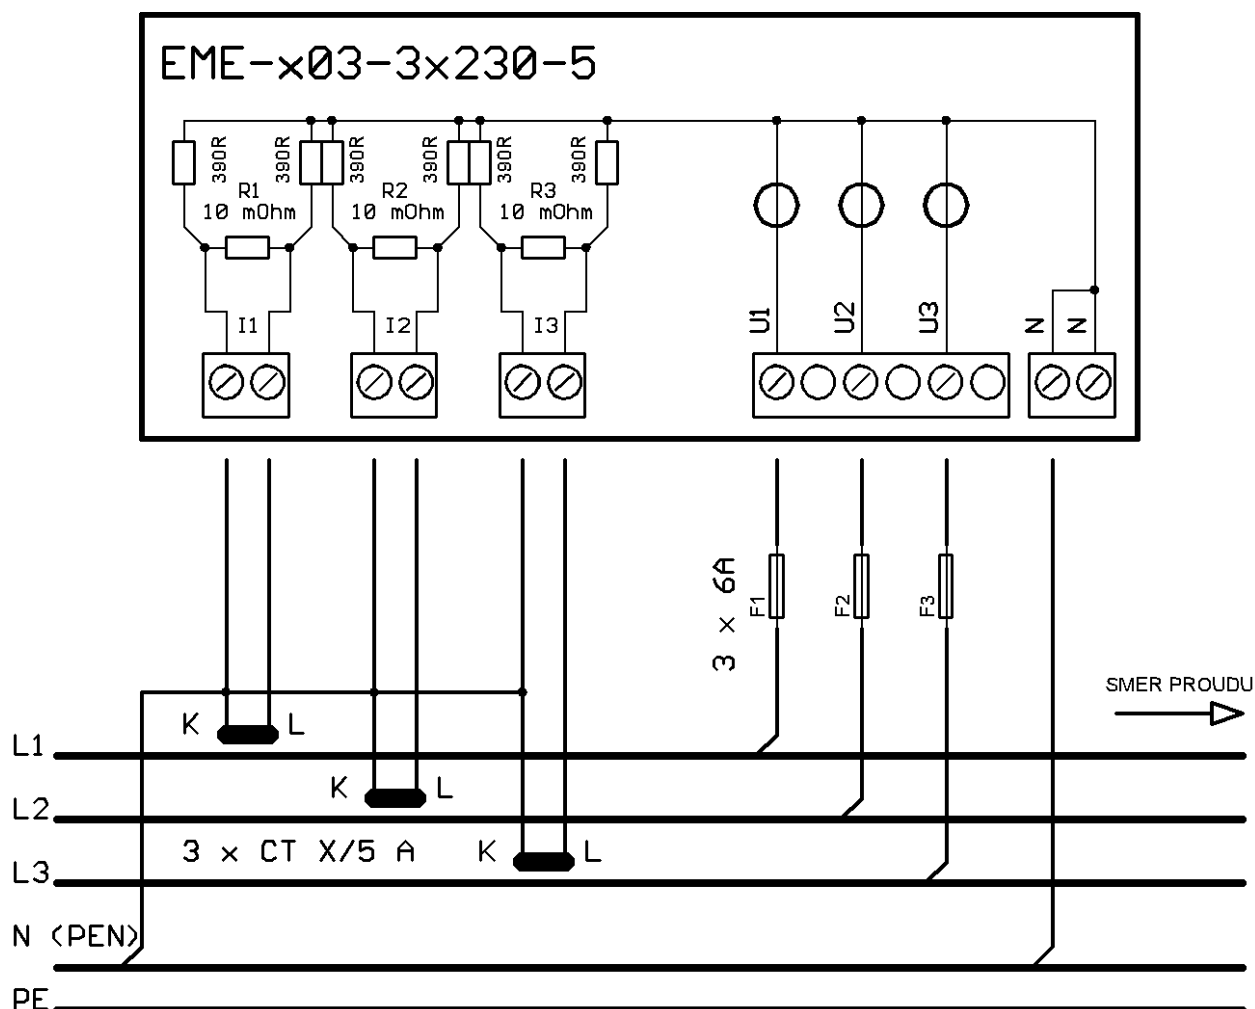 EME-x03-3x230-5
390R
390R
390R
390R
390R
390R
R1
10 mOhm
R2
10 mOhm
R3
10 mOhm
I1
I2
I3
U1
U2
U3
N
N
3 x 6A
F1
F2
F3
SMER PROUDU
K
L
L1
K
L
L2
3 x CT X/5 A
K
L
L3
N (PEN)
PE